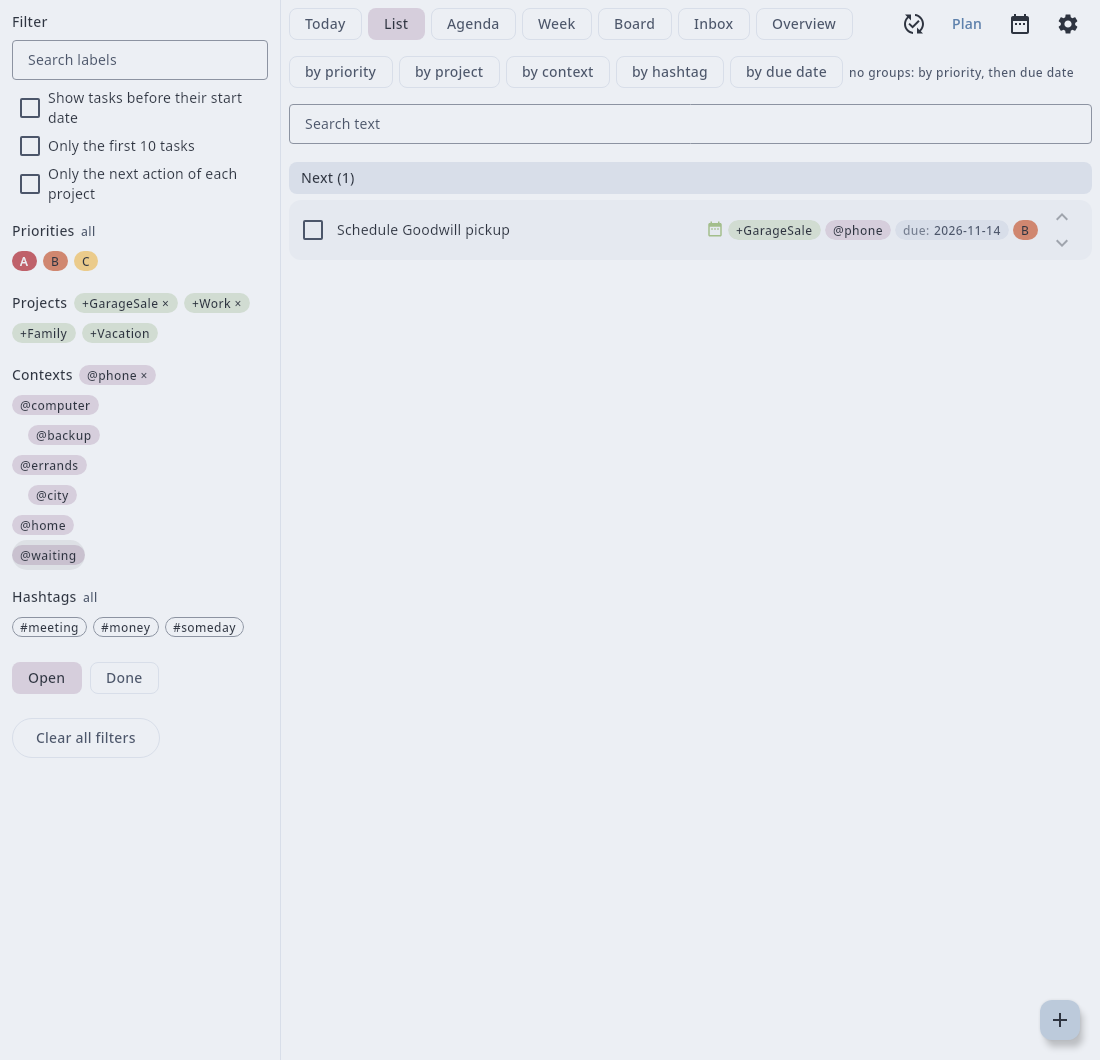 Filter
Search labels
Show tasks before their start
date
Only the first 10 tasks
Only the next action of each
project
Priorities all
A B C
Projects +GarageSale × +Work ×
+Family +Vacation
Contexts @phone ×
@computer
@backup
@errands
@city
@home
@waiting
Hashtags all
#meeting #money #someday
Open Done
Clear all filters
Today List Agenda Week Board Inbox Overview Plan
by priority by project by context by hashtag by due date no groups: by priority, then due date
Search text
Next (1)
Schedule Goodwill pickup +GarageSale @phone due: 2026-11-14 B